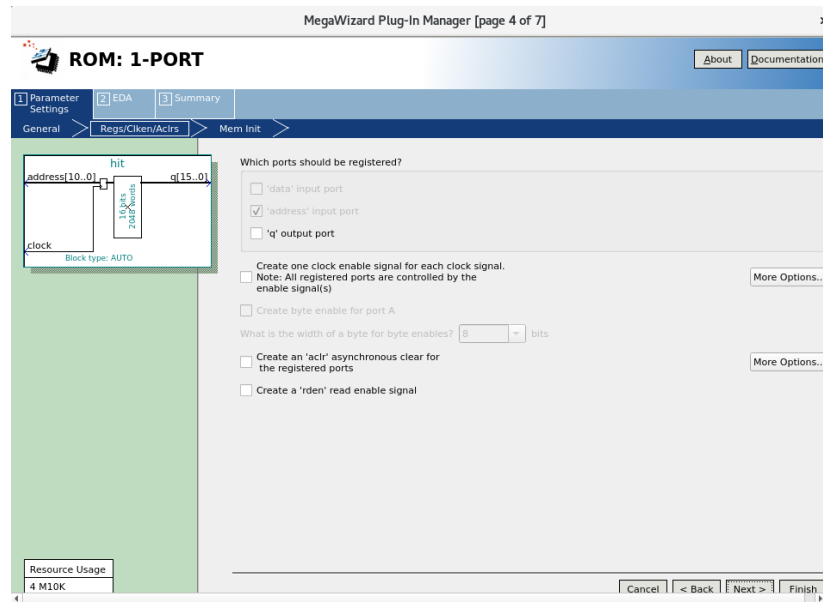 MegaWizard Plug-In Manager [page 4 of 7]
ROM: 1-PORT
About
Documentation
1 Parameter Settings
2 EDA
3 Summary
General
Regs/Clken/Aclrs
Mem Init
hit
address[10..0]
q[15..0]
16 bits
2048 words
clock
Block type: AUTO
Which ports should be registered?
'data' input port
'address' input port
'q' output port
Create one clock enable signal for each clock signal.
Note: All registered ports are controlled by the
enable signal(s)
More Options..
Create byte enable for port A
What is the width of a byte for byte enables? 8 bits
Create an 'aclr' asynchronous clear for
the registered ports
More Options..
Create a 'rden' read enable signal
Resource Usage
4 M10K
Cancel
< Back
Next >
Finish